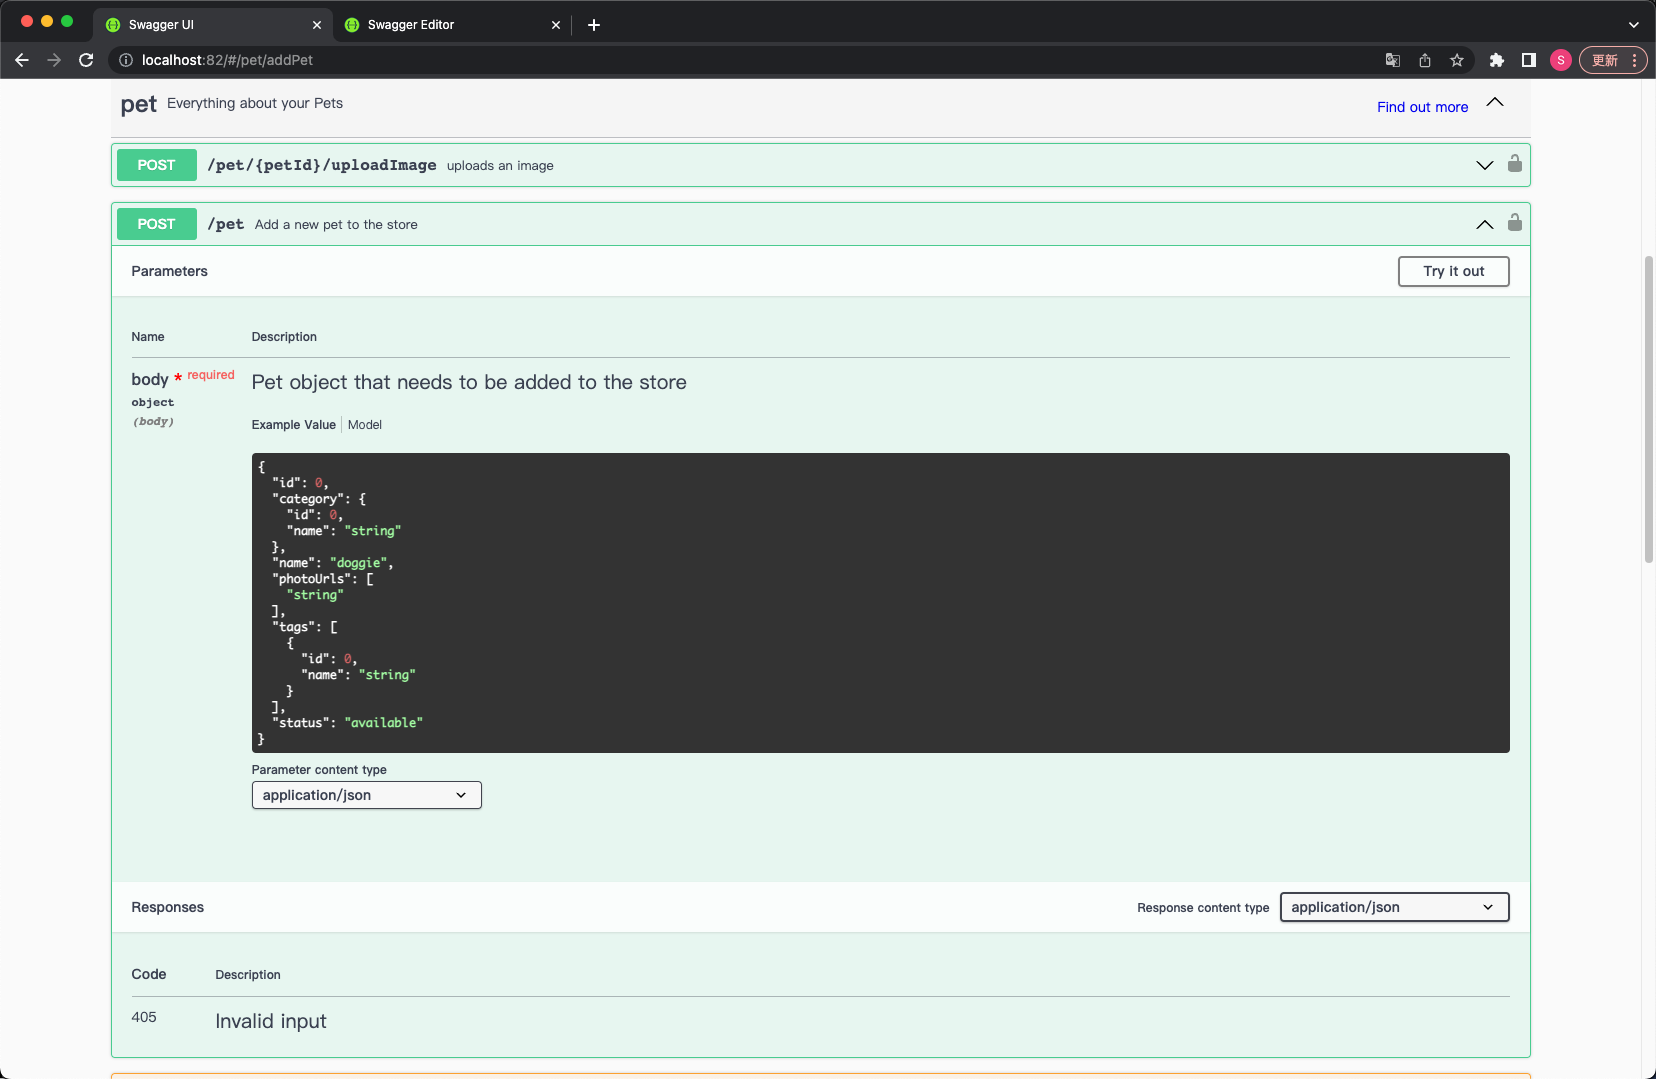 Swagger UI
Swagger Editor
localhost:82/#/pet/addPet
S
更新
pet Everything about your Pets
Find out more
POST /pet/{petId}/uploadImage uploads an image
POST /pet Add a new pet to the store
Parameters
Try it out
Name Description
body * required
object
(body)
Pet object that needs to be added to the store
Example Value Model
{
  "id": 0,
  "category": {
    "id": 0,
    "name": "string"
  },
  "name": "doggie",
  "photoUrls": [
    "string"
  ],
  "tags": [
    {
      "id": 0,
      "name": "string"
    }
  ],
  "status": "available"
}
Parameter content type
application/json
Responses
Response content type application/json
Code Description
405 Invalid input